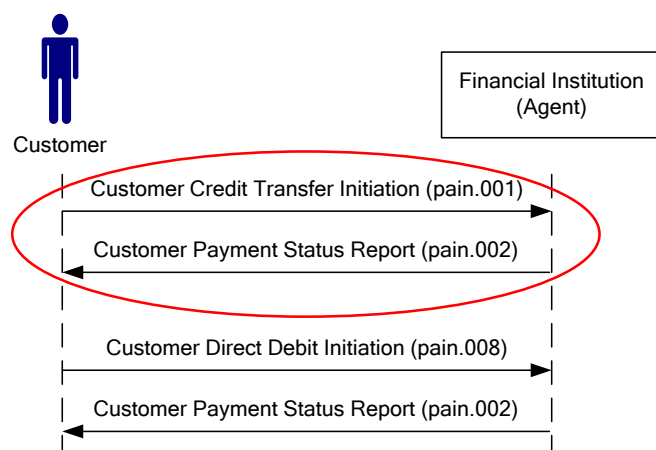 Financial Institution
(Agent)
Customer
Customer Credit Transfer Initiation (pain.001)
Customer Payment Status Report (pain.002)
Customer Direct Debit Initiation (pain.008)
Customer Payment Status Report (pain.002)